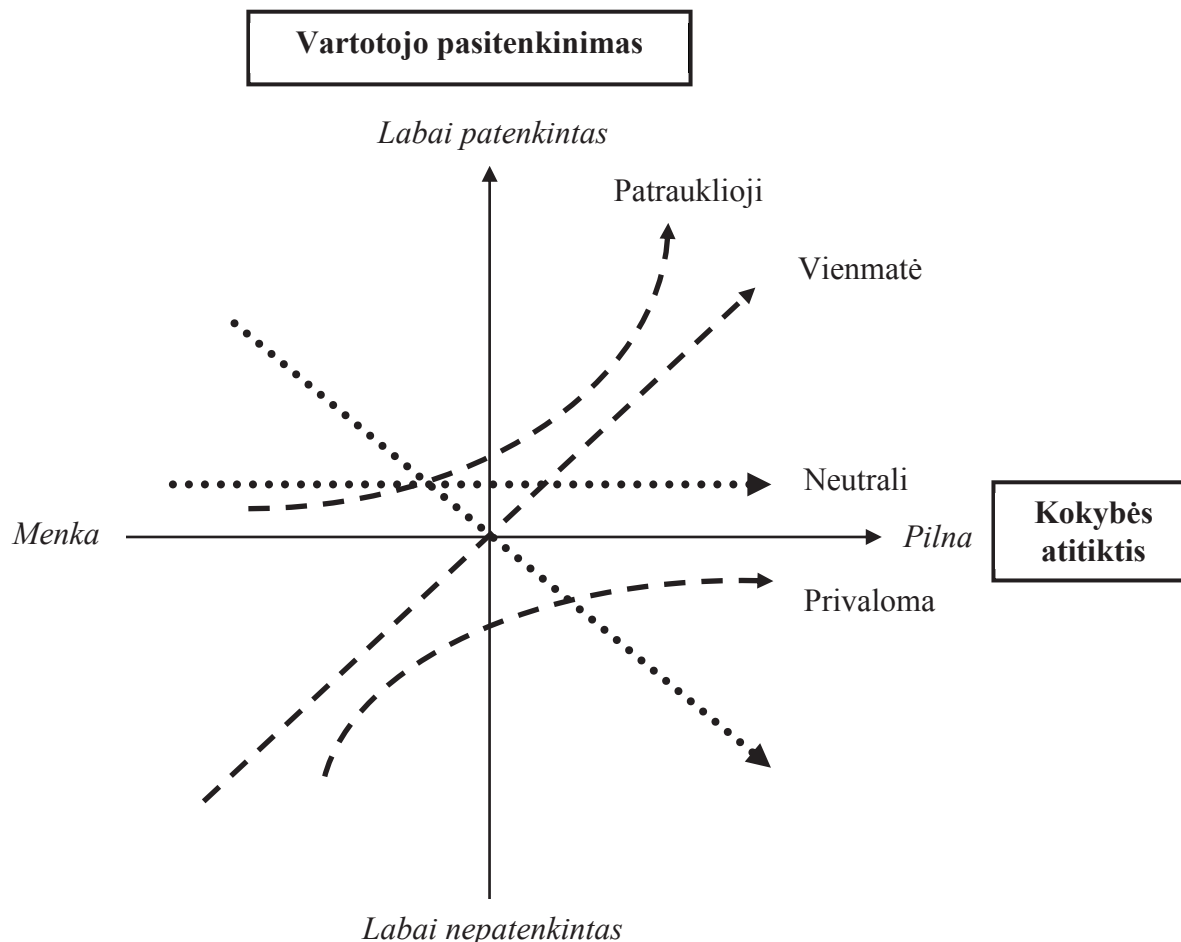 Vartotojo pasitenkinimas
Labai patenkintas
Patrauklioji
Vienmatė
Neutrali
Menka
Pilna
Kokybės
atitiktis
Privaloma
Labai nepatenkintas